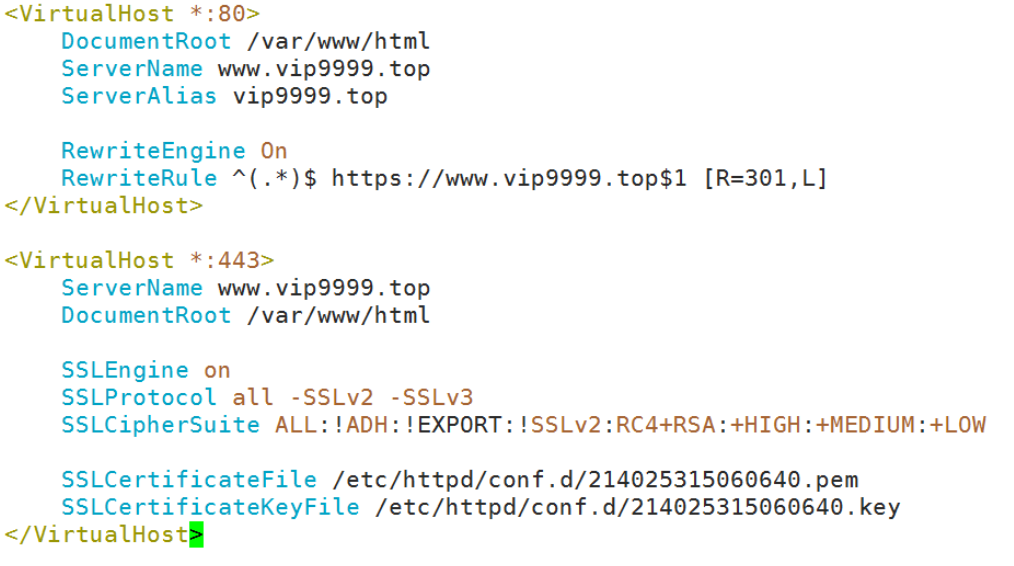 <VirtualHost *:80>
    DocumentRoot /var/www/html
    ServerName www.vip9999.top
    ServerAlias vip9999.top

    RewriteEngine On
    RewriteRule ^(.*)$ https://www.vip9999.top$1 [R=301,L]
</VirtualHost>

<VirtualHost *:443>
    ServerName www.vip9999.top
    DocumentRoot /var/www/html

    SSLEngine on
    SSLProtocol all -SSLv2 -SSLv3
    SSLCipherSuite ALL:!ADH:!EXPORT:!SSLv2:RC4+RSA:+HIGH:+MEDIUM:+LOW

    SSLCertificateFile /etc/httpd/conf.d/214025315060640.pem
    SSLCertificateKeyFile /etc/httpd/conf.d/214025315060640.key
</VirtualHost>